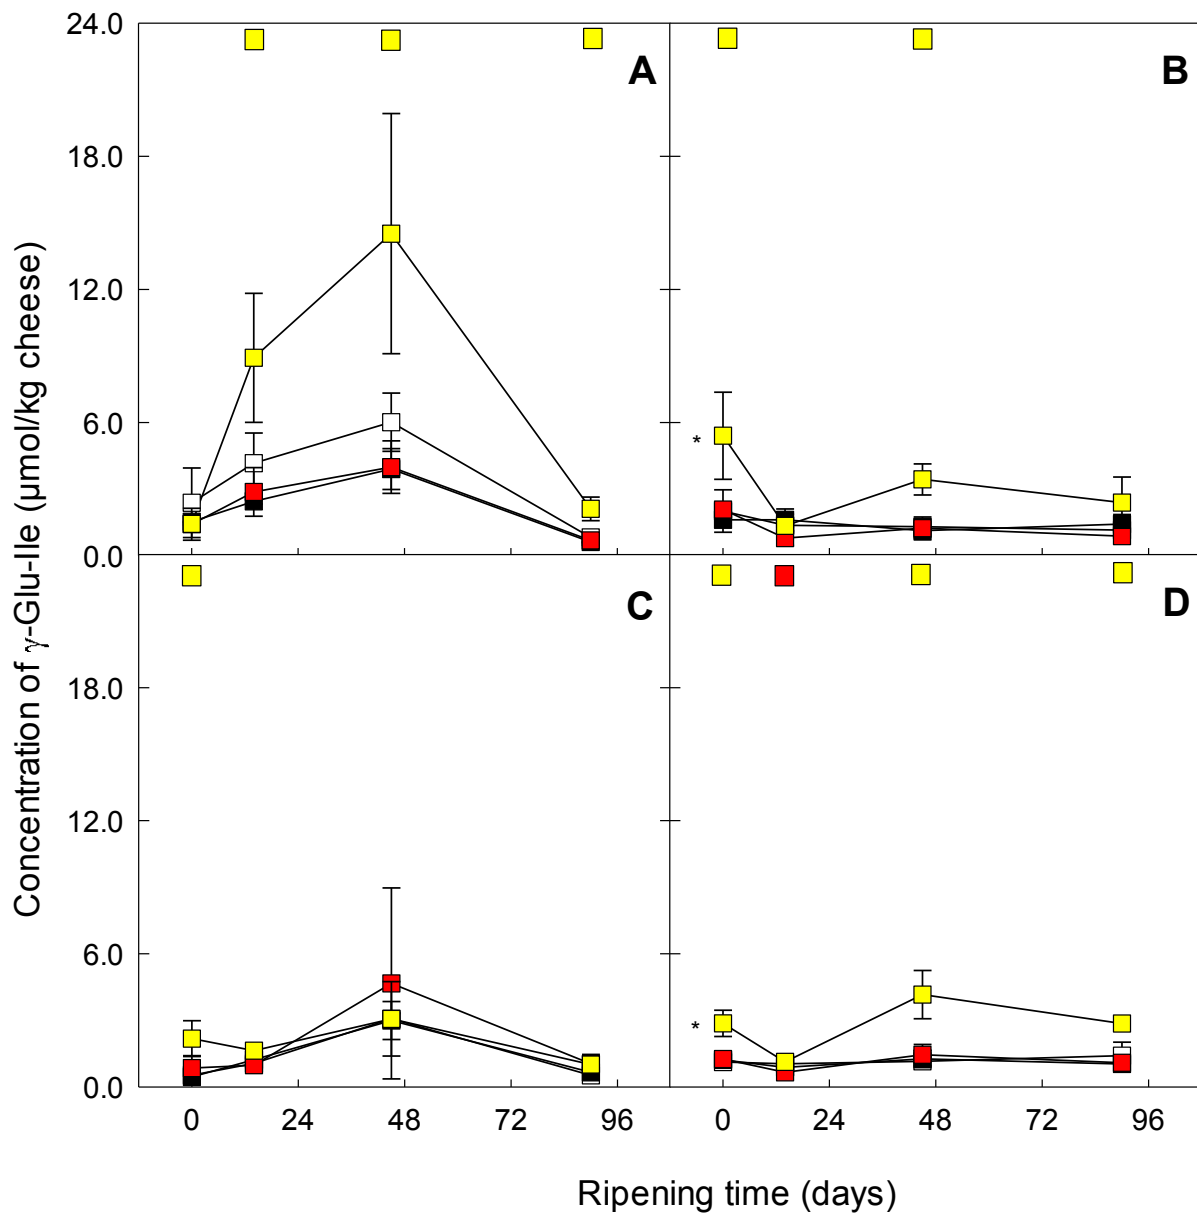 24.0
A
B
18.0
12.0
6.0
*
0.0
C
D
18.0
12.0
6.0
*
0.0
0 24 48 72 96 0 24 48 72 96
Concentration of γ-Glu-Ile (µmol/kg cheese)
Ripening time (days)